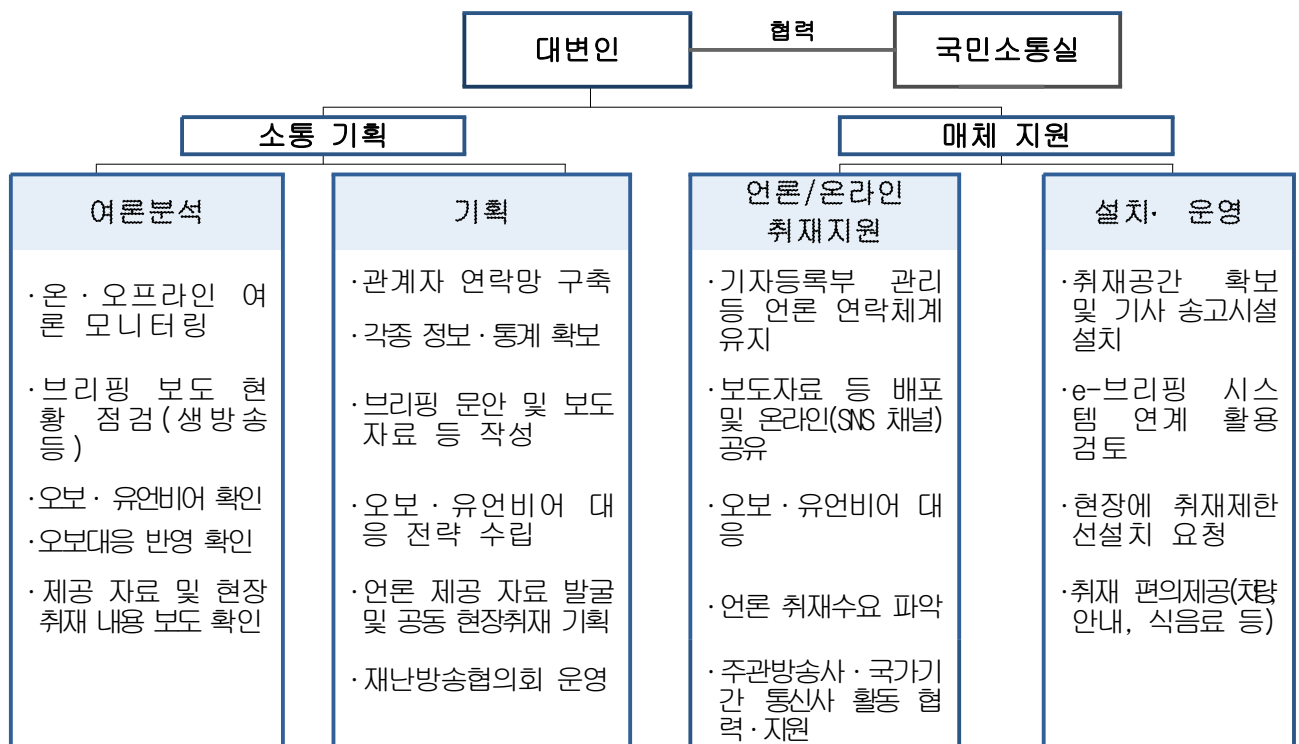 대변인
협력
국민소통실
소통 기획
매체 지원
여론분석
·온·오프라인 여
론 모니터링
·브리핑 보도 현
황 점검(생방송
등)
·오보· 유언비어 확인
·오보대응 반영 확인
·제공 자료 및 현장
취재 내용 보도 확인
기획
·관계자 연락망 구축
·각종 정보·통계 확보
·브리핑 문안 및 보도
자료 등 작성
·오보·유언비어 대
응 전략 수립
·언론 제공 자료 발굴
및 공동 현장취재 기획
·재난방송협의회 운영
언론/온라인
취재지원
·기자등록부 관리
등 언론 연락체계
유지
·보도자료 등 배포
및 온라인(SNS 채널)
공유
·오보·유언비어 대
응
·언론 취재수요 파악
·주관방송사·국가기
간 통신사 활동 협
력·지원
설치· 운영
·취재공간 확보
및 기사 송고시설
설치
·e-브리핑 시스
템 연계 활용
검토
·현장에 취재제한
선설치 요청
·취재 편의제공(차량,
안내, 식음료 등)